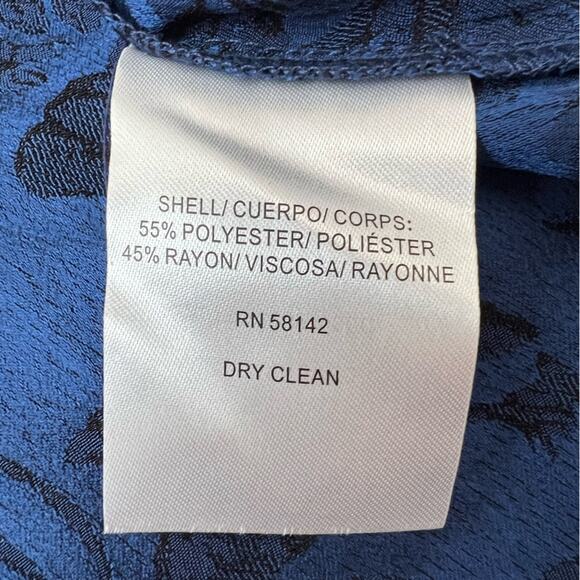 SHELL/ CUERPO/ CORPS:
55% POLYESTER/ POLIÉSTER
45% RAYON/ VISCOSA/ RAYONNE
RN 58142
DRY CLEAN